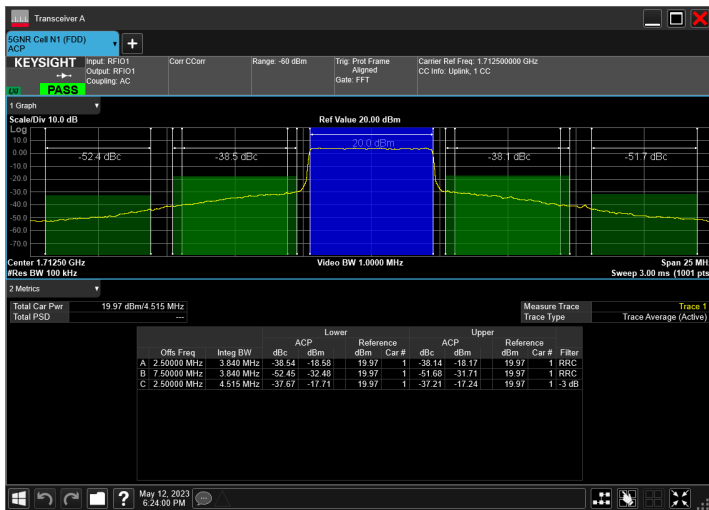 Transceiver A
5GNR Cell N1 (FDD)
ACP
KEYSIGHT
LXI
PASS
Input: RFIO1
Output: RFIO1
Coupling: AC
Corr CCorr
Range: -60 dBm
Trig: Prot Frame
Aligned
Gate: FFT
Carrier Ref Freq: 1.712500000 GHz
CC Info: Uplink, 1 CC
1 Graph
Scale/Div 10.0 dB
Ref Value 20.00 dBm
Log
10.0
0.00
-10.0
-20.0
-30.0
-40.0
-50.0
-60.0
-70.0
-52.4 dBc
-38.5 dBc
20.0 dBm
-38.1 dBc
-51.7 dBc
Center 1.71250 GHz
Video BW 1.0000 MHz
Span 25 MH
#Res BW 100 kHz
Sweep 3.00 ms (1001 pts
2 Metrics
Total Car Pwr 19.97 dBm/4.515 MHz
Total PSD ---
Measure Trace Trace 1
Trace Type Trace Average (Active)
Lower Upper
ACP Reference ACP Reference
Offs Freq Integ BW dBc dBm dBm Car # dBc dBm dBm Car # Filter
A 2.50000 MHz 3.840 MHz -38.54 -18.58 19.97 1 -38.14 -18.17 19.97 1 RRC
B 7.50000 MHz 3.840 MHz -52.45 -32.48 19.97 1 -51.68 -31.71 19.97 1 RRC
C 2.50000 MHz 4.515 MHz -37.67 -17.71 19.97 1 -37.21 -17.24 19.97 1 -3 dB
May 12, 2023
6:24:00 PM